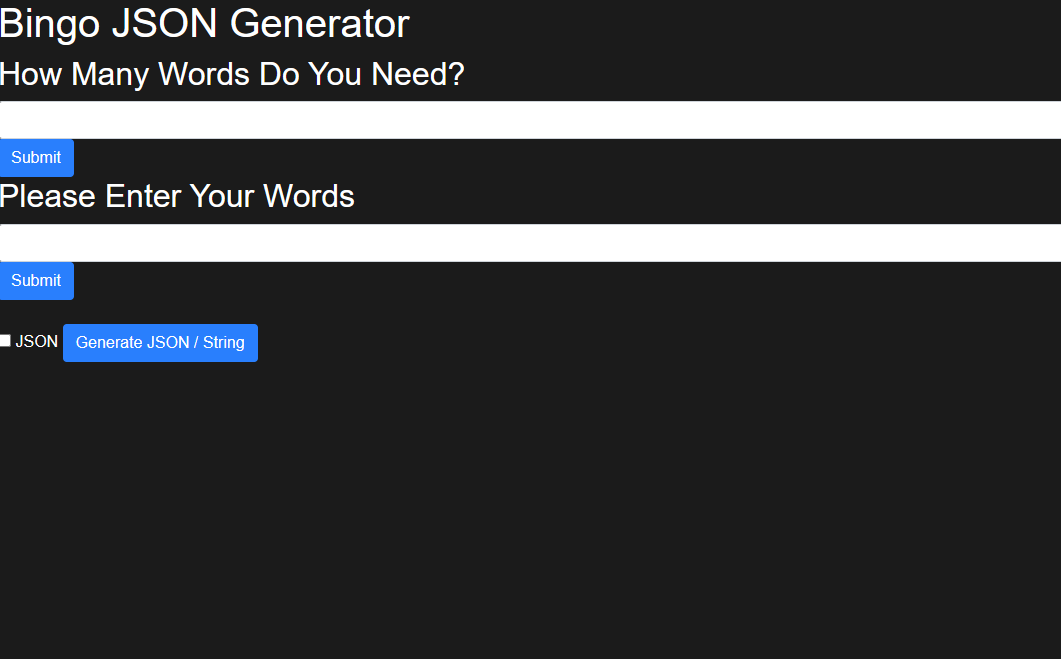 Bingo JSON Generator
How Many Words Do You Need?
Submit
Please Enter Your Words
Submit
JSON Generate JSON / String